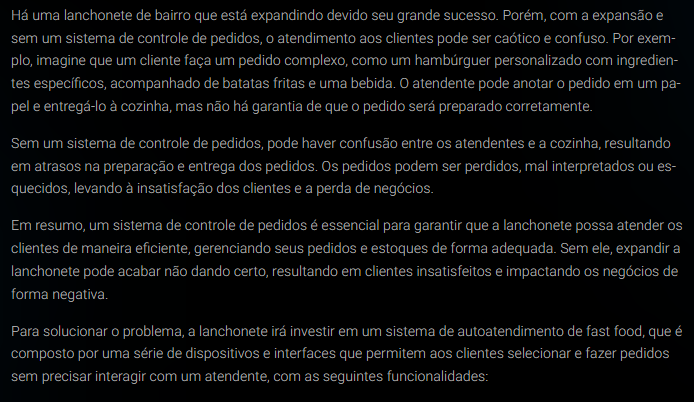 Há uma lanchonete de bairro que está expandindo devido seu grande sucesso. Porém, com a expansão e
sem um sistema de controle de pedidos, o atendimento aos clientes pode ser caótico e confuso. Por exem-
plo, imagine que um cliente faça um pedido complexo, como um hambúrguer personalizado com ingredien-
tes específicos, acompanhado de batatas fritas e uma bebida. O atendente pode anotar o pedido em um pa-
pel e entregá-lo à cozinha, mas não há garantia de que o pedido será preparado corretamente.
Sem um sistema de controle de pedidos, pode haver confusão entre os atendentes e a cozinha, resultando
em atrasos na preparação e entrega dos pedidos. Os pedidos podem ser perdidos, mal interpretados ou es-
quecidos, levando à insatisfação dos clientes e a perda de negócios.
Em resumo, um sistema de controle de pedidos é essencial para garantir que a lanchonete possa atender os
clientes de maneira eficiente, gerenciando seus pedidos e estoques de forma adequada. Sem ele, expandir a
lanchonete pode acabar não dando certo, resultando em clientes insatisfeitos e impactando os negócios de
forma negativa.
Para solucionar o problema, a lanchonete irá investir em um sistema de autoatendimento de fast food, que é
composto por uma série de dispositivos e interfaces que permitem aos clientes selecionar e fazer pedidos
sem precisar interagir com um atendente, com as seguintes funcionalidades: